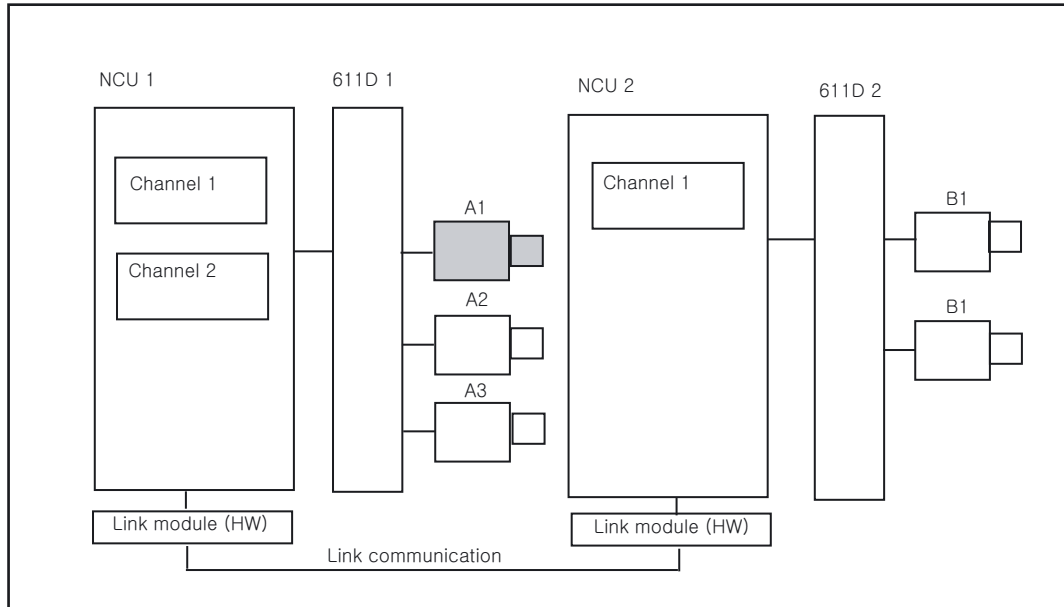 NCU 1
611D 1
NCU 2
611D 2
Channel 1
Channel 2
A1
A2
A3
Channel 1
B1
B1
Link module (HW)
Link module (HW)
Link communication